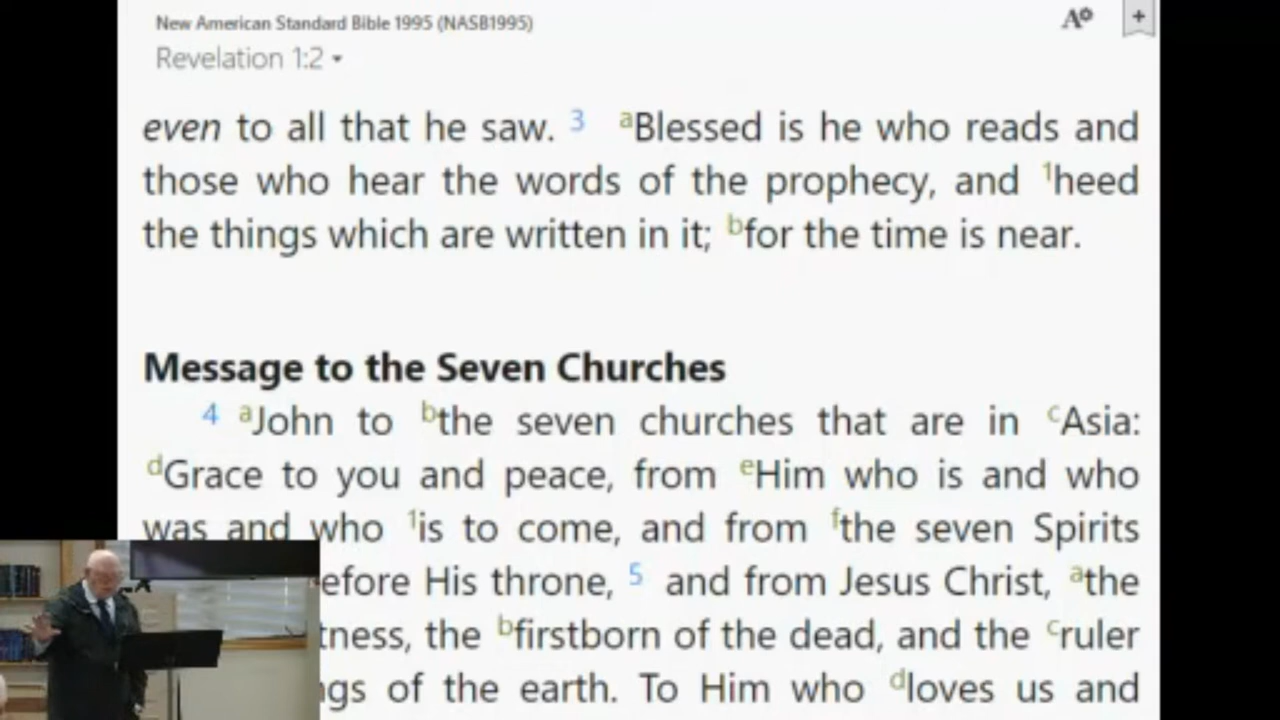 New American Standard Bible 1995 (NASB1995)
Revelation 1:2
even to all that he saw. 3 aBlessed is he who reads and
those who hear the words of the prophecy, and 1heed
the things which are written in it; bfor the time is near.
Message to the Seven Churches
4 aJohn to bthe seven churches that are in cAsia:
dGrace to you and peace, from eHim who is and who
was and who 1is to come, and from fthe seven Spirits
efore His throne, 5 and from Jesus Christ, athe
tness, the bfirstborn of the dead, and the cruler
gs of the earth. To Him who dloves us and